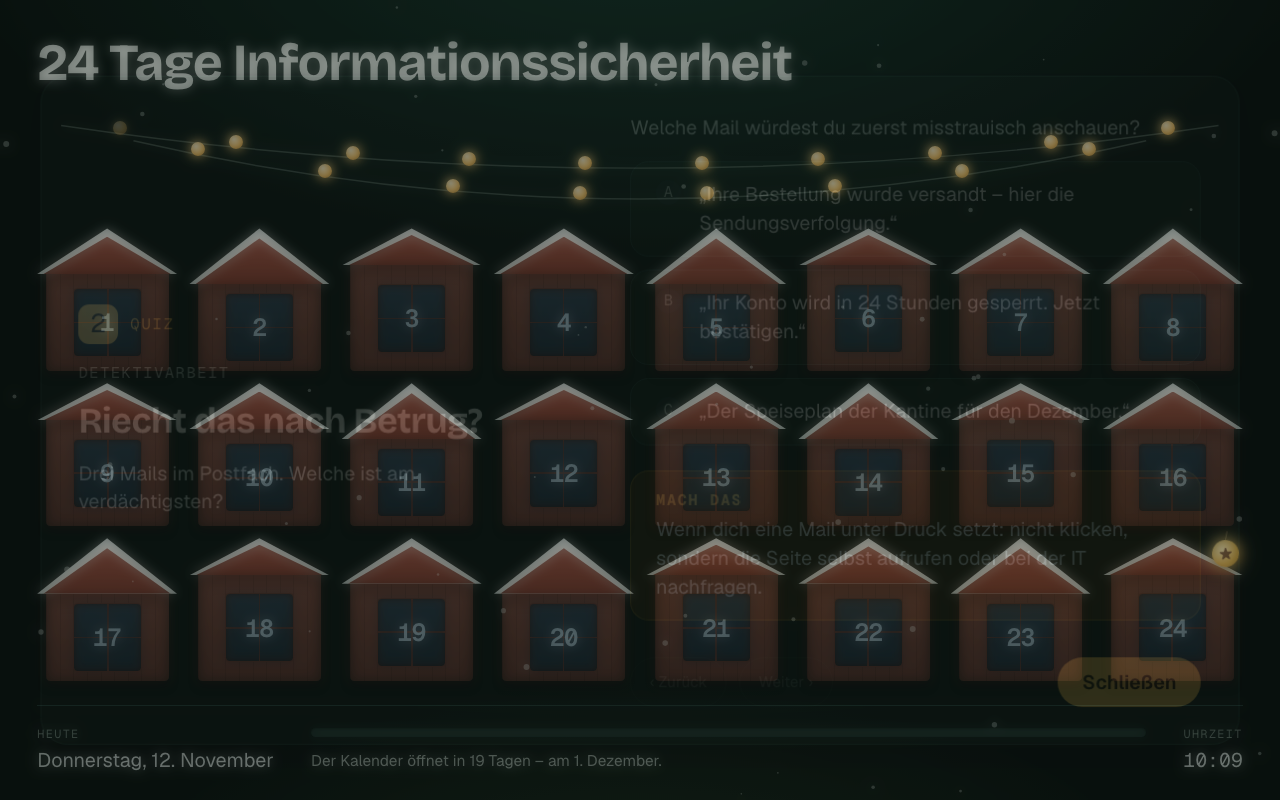 24 Tage Informationssicherheit
Welche Mail würdest du zuerst misstrauisch anschauen?
A
„Ihre Bestellung wurde versandt – hier die
Sendungsverfolgung.“
B
„Ihr Konto wird in 24 Stunden gesperrt. Jetzt
bestätigen.“
C
„Der Speiseplan der Kantine für den Dezember.“
1 2 3 4 5 6 7 8
2 QUIZ
DETEKTIVARBEIT
Riecht das nach Betrug?
Drei Mails im Postfach. Welche ist am
verdächtigsten?
9 10 11 12 13 14 15 16
MACH DAS
Wenn dich eine Mail unter Druck setzt: nicht klicken,
sondern die Seite selbst aufrufen oder bei der IT
nachfragen.
17 18 19 20 21 22 23 24
Zurück
Weiter
Schließen
HEUTE
Donnerstag, 12. November
Der Kalender öffnet in 19 Tagen – am 1. Dezember.
UHRZEIT
10:09